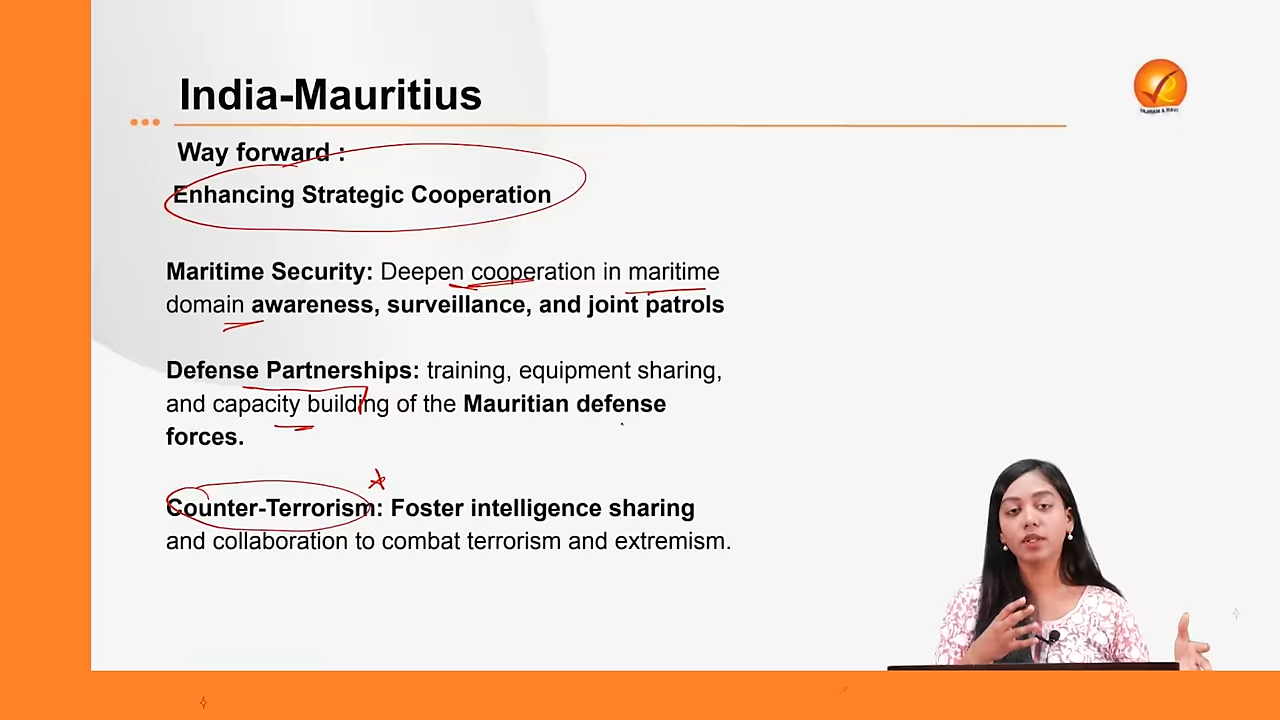 India-Mauritius
Way forward :
Enhancing Strategic Cooperation
Maritime Security: Deepen cooperation in maritime
domain awareness, surveillance, and joint patrols
Defense Partnerships: training, equipment sharing,
and capacity building of the Mauritian defense
forces.
Counter-Terrorism: Foster intelligence sharing
and collaboration to combat terrorism and extremism.